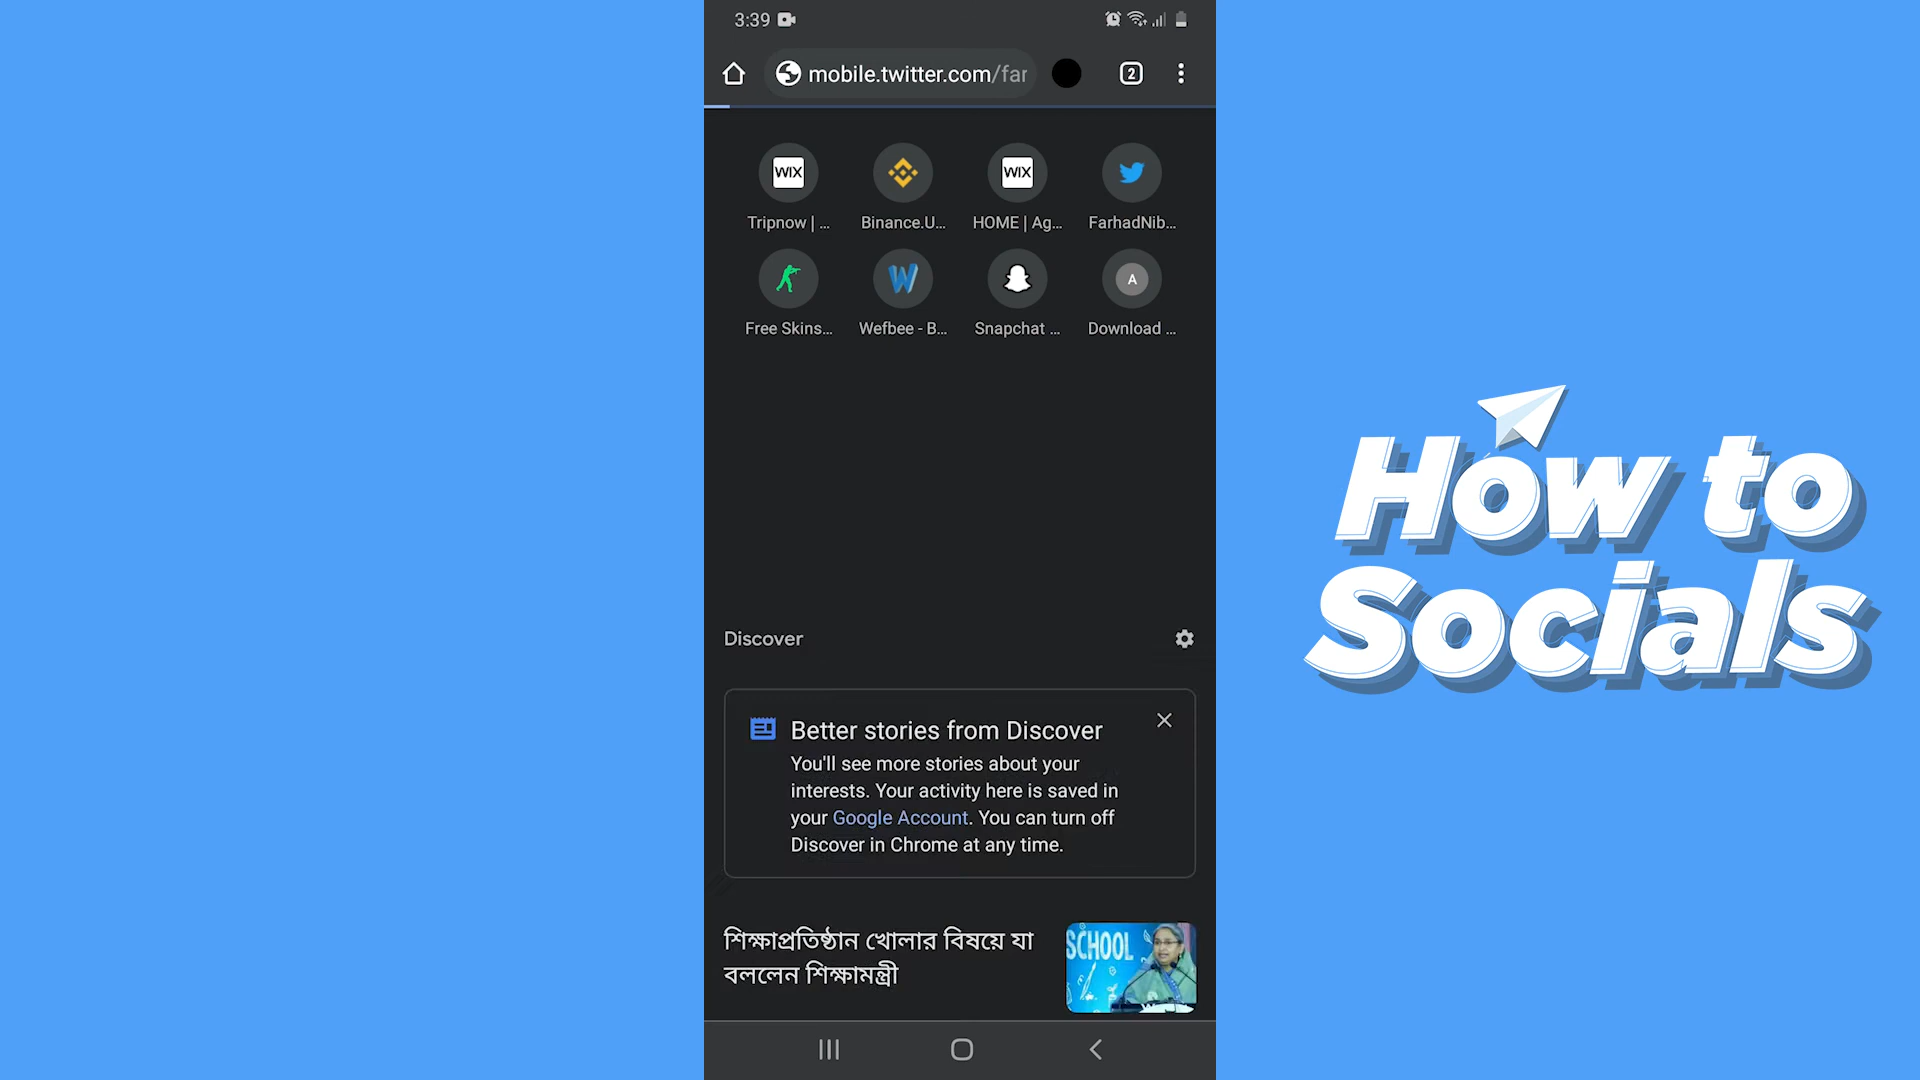 3:39
mobile.twitter.com/far
2
WIX
WIX
Tripnow | ...
Binance.U...
HOME | Ag...
FarhadNib...
W
A
Free Skins...
Wefbee - B...
Snapchat ...
Download ...
Discover
Better stories from Discover
You'll see more stories about your
interests. Your activity here is saved in
your Google Account. You can turn off
Discover in Chrome at any time.
শিক্ষাপ্রতিষ্ঠান খোলার বিষয়ে যা
বললেন শিক্ষামন্ত্রী
SCHOOL
How to
Socials